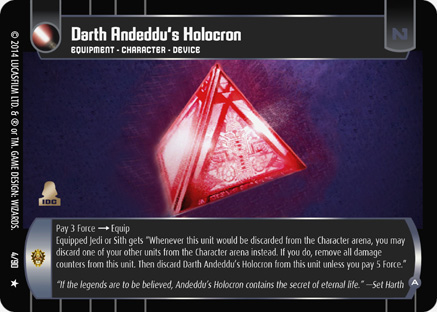 Darth Andeddu's Holocron
EQUIPMENT - CHARACTER - DEVICE
N
© 2014 LUCASFILM LTD. & ® or TM. GAME DESIGN: WIZARDS.
4/90
IDC
Pay 3 Force → Equip
Equipped Jedi or Sith gets "Whenever this unit would be discarded from the Character arena, you may
discard one of your other units from the Character arena instead. If you do, remove all damage
counters from this unit. Then discard Darth Andeddu's Holocron from this unit unless you pay 5 Force."
"If the legends are to be believed, Andeddu's Holocron contains the secret of eternal life." —Set Harth
A